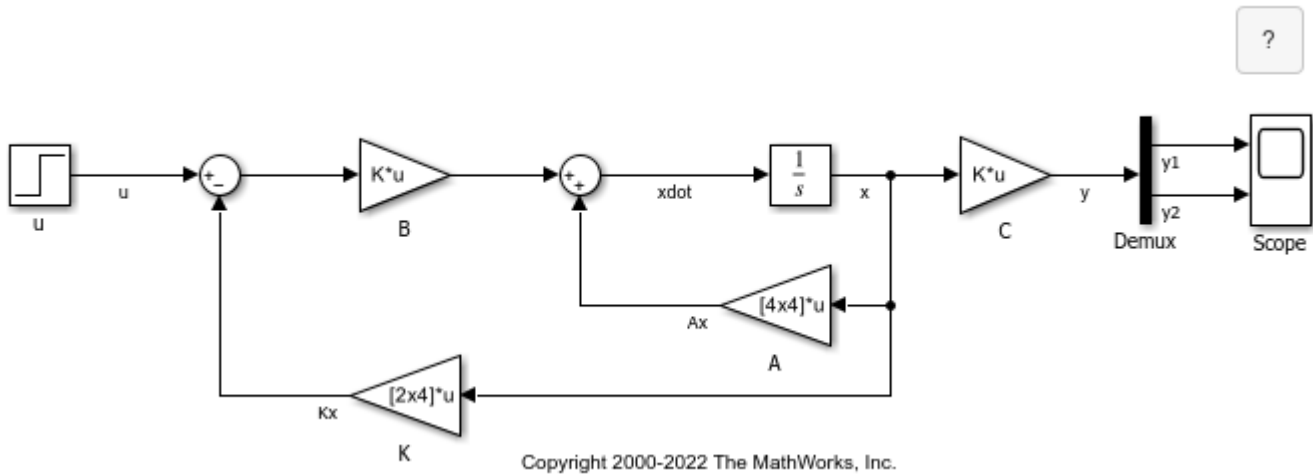 ?
+
−
K*u
+
+
1
s
K*u
u
xdot
x
y
y1
y2
u
B
C
Demux
Scope
[4x4]*u
Ax
A
[2x4]*u
Kx
K
Copyright 2000-2022 The MathWorks, Inc.